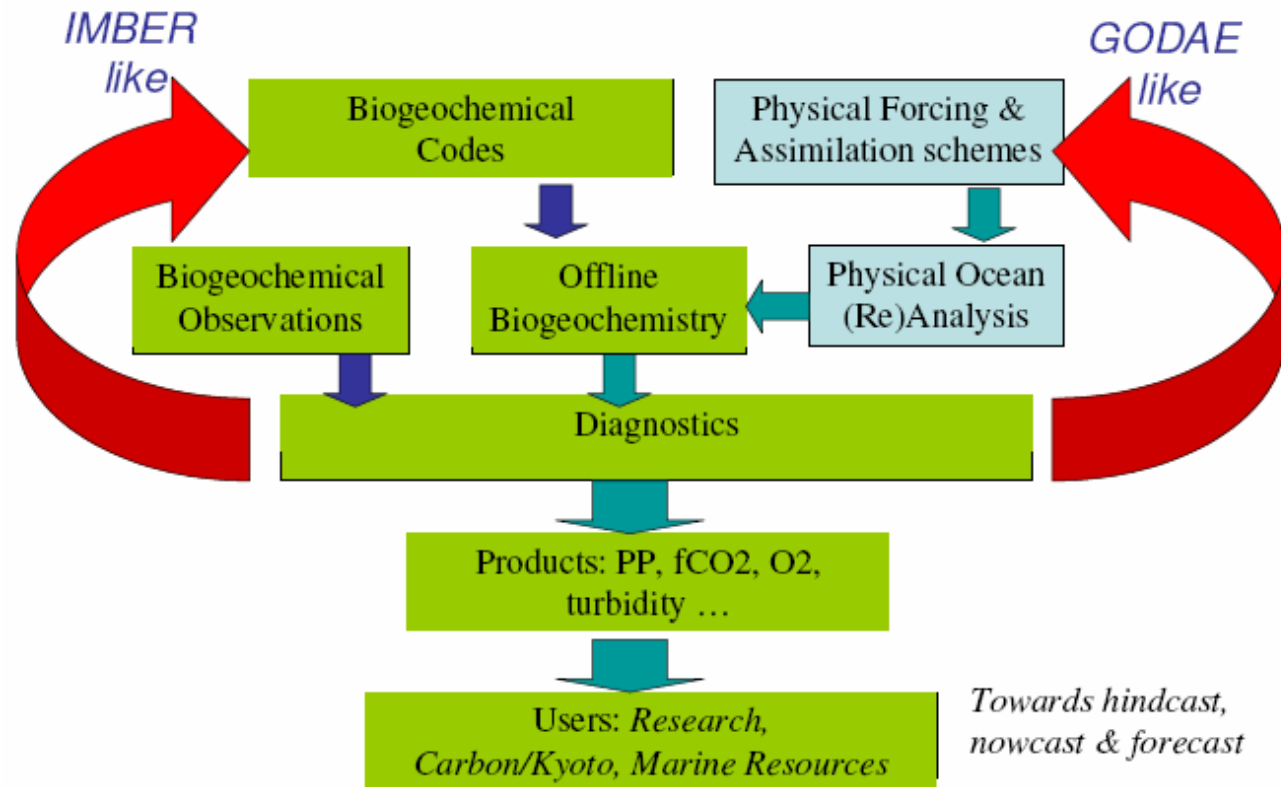 IMBER
like
GODAE
like
Biogeochemical
Codes
Physical Forcing &
Assimilation schemes
Biogeochemical
Observations
Offline
Biogeochemistry
Physical Ocean
(Re)Analysis
Diagnostics
Products: PP, fCO2, O2,
turbidity …
Users: Research,
Carbon/Kyoto, Marine Resources
Towards hindcast,
nowcast & forecast